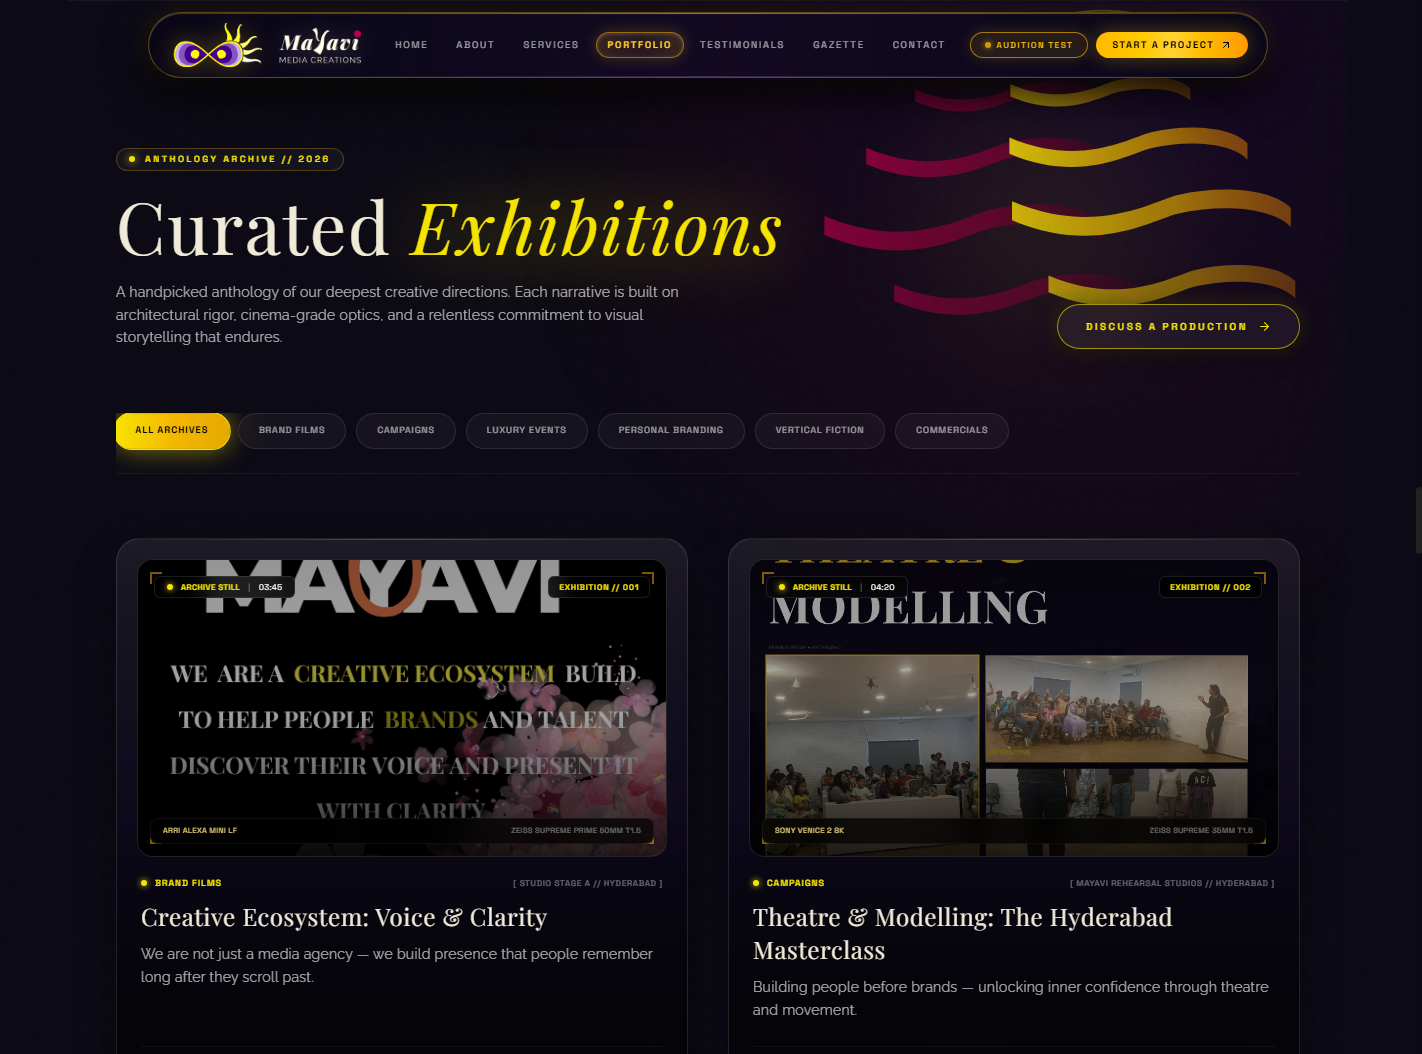 Mayavi
MEDIA CREATIONS
HOME
ABOUT
SERVICES
PORTFOLIO
TESTIMONIALS
GAZETTE
CONTACT
AUDITION TEST
START A PROJECT
ANTHOLOGY ARCHIVE // 2026
Curated Exhibitions
A handpicked anthology of our deepest creative directions. Each narrative is built on
architectural rigor, cinema-grade optics, and a relentless commitment to visual
storytelling that endures.
DISCUSS A PRODUCTION
ALL ARCHIVES
BRAND FILMS
CAMPAIGNS
LUXURY EVENTS
PERSONAL BRANDING
VERTICAL FICTION
COMMERCIALS
MAYAVI
ARCHIVE STILL | 03:45
EXHIBITION // 001
WE ARE A CREATIVE ECOSYSTEM BUILD
TO HELP PEOPLE BRANDS AND TALENT
DISCOVER THEIR VOICE AND PRESENT IT
WITH CLARITY
ARRI ALEXA MINI LF
ZEISS SUPREME PRIME 50MM T1.5
BRAND FILMS
[ STUDIO STAGE A // HYDERABAD ]
Creative Ecosystem: Voice & Clarity
We are not just a media agency — we build presence that people remember
long after they scroll past.
ARCHIVE STILL | 04:20
EXHIBITION // 002
MODELLING
SONY VENICE 2 8K
ZEISS SUPREME 35MM T1.5
CAMPAIGNS
[ MAYAVI REHEARSAL STUDIOS // HYDERABAD ]
Theatre & Modelling: The Hyderabad
Masterclass
Building people before brands — unlocking inner confidence through theatre
and movement.